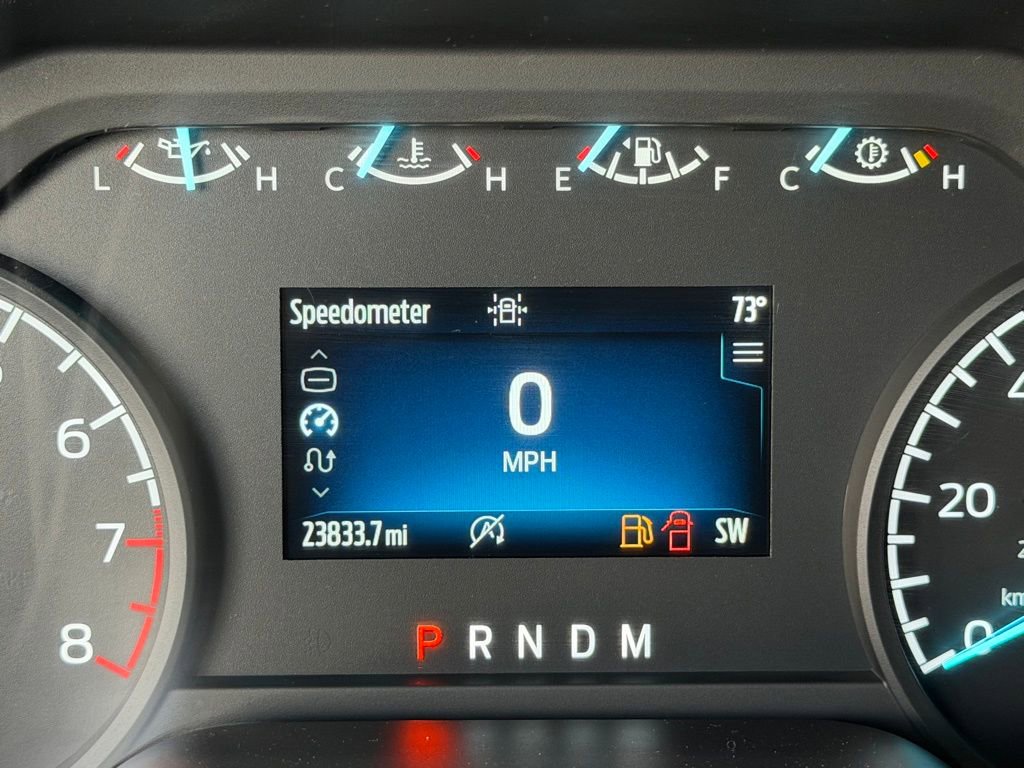 L H C H E F C H
Speedometer 73°
0
MPH
23833.7 mi A SW
P R N D M
6
7
8
20
0